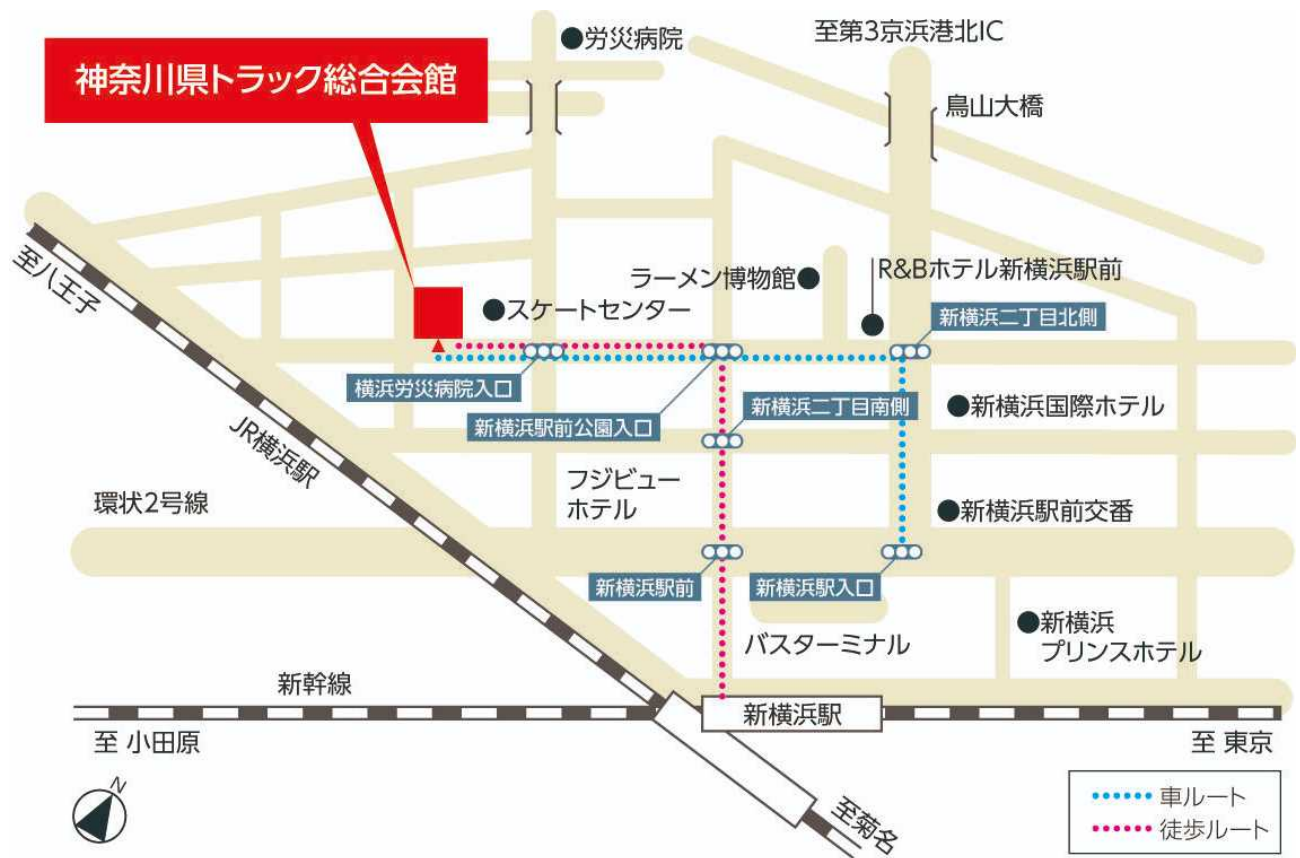 労災病院
至第3京浜港北IC
神奈川県トラック総合会館
鳥山大橋
至八王子
ラーメン博物館
R&Bホテル新横浜駅前
スケートセンター
新横浜二丁目北側
横浜労災病院入口
新横浜二丁目南側
新横浜国際ホテル
新横浜駅前公園入口
JR横浜駅
フジビュー
ホテル
環状2号線
新横浜駅前交番
新横浜駅前
新横浜駅入口
新横浜
プリンスホテル
バスターミナル
新幹線
新横浜駅
至 小田原
至 東京
N
至菊名
車ルート
徒歩ルート